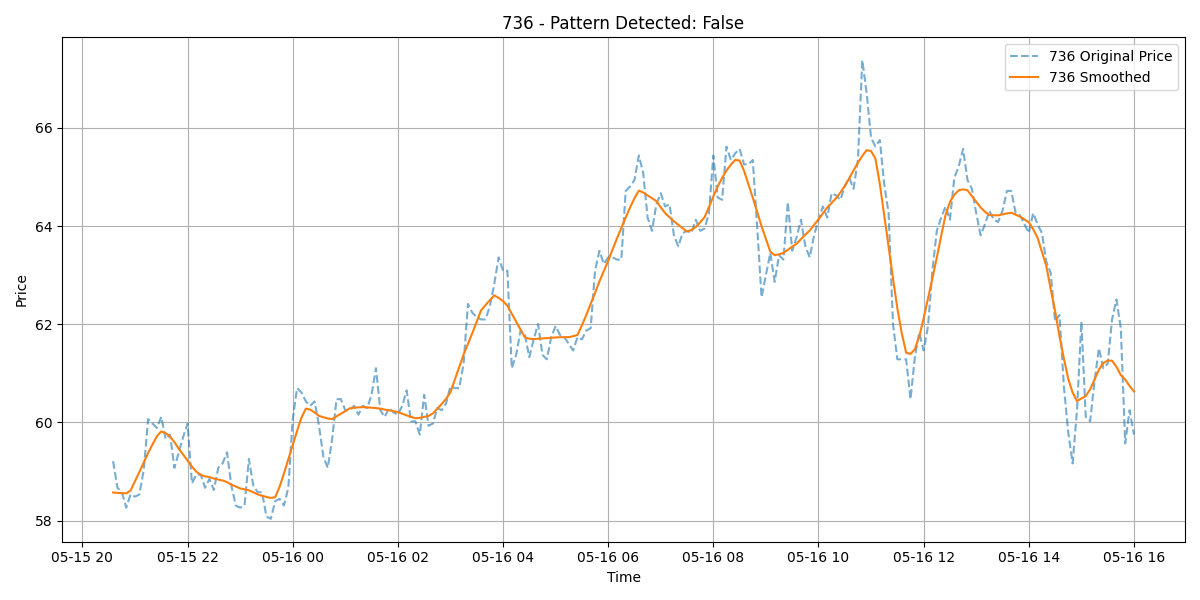 736 - Pattern Detected: False
736 Original Price
736 Smoothed
Price
66
64
62
60
58
05-15 20 05-15 22 05-16 00 05-16 02 05-16 04 05-16 06 05-16 08 05-16 10 05-16 12 05-16 14 05-16 16
Time